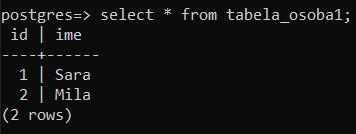 postgres=> select * from tabela_osoba1;
 id | ime
----+------
  1 | Sara
  2 | Mila
(2 rows)